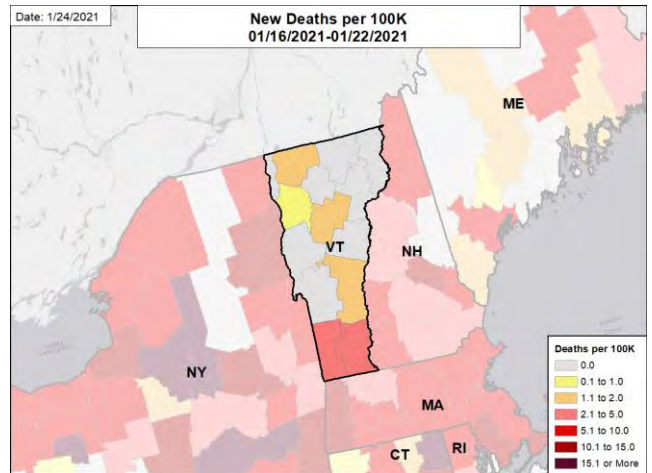 Date: 1/24/2021
New Deaths per 100K
01/16/2021-01/22/2021
ME
VT
NH
NY
MA
CT
RI
Deaths per 100K
0.0
0.1 to 1.0
1.1 to 2.0
2.1 to 5.0
5.1 to 10.0
10.1 to 15.0
15.1 or More